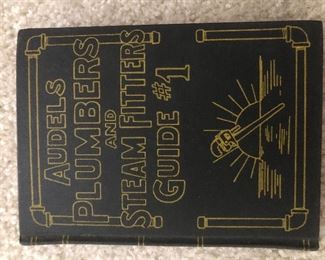 AUDELS
PLUMBERS
AND
STEAM FITTERS
GUIDE #1